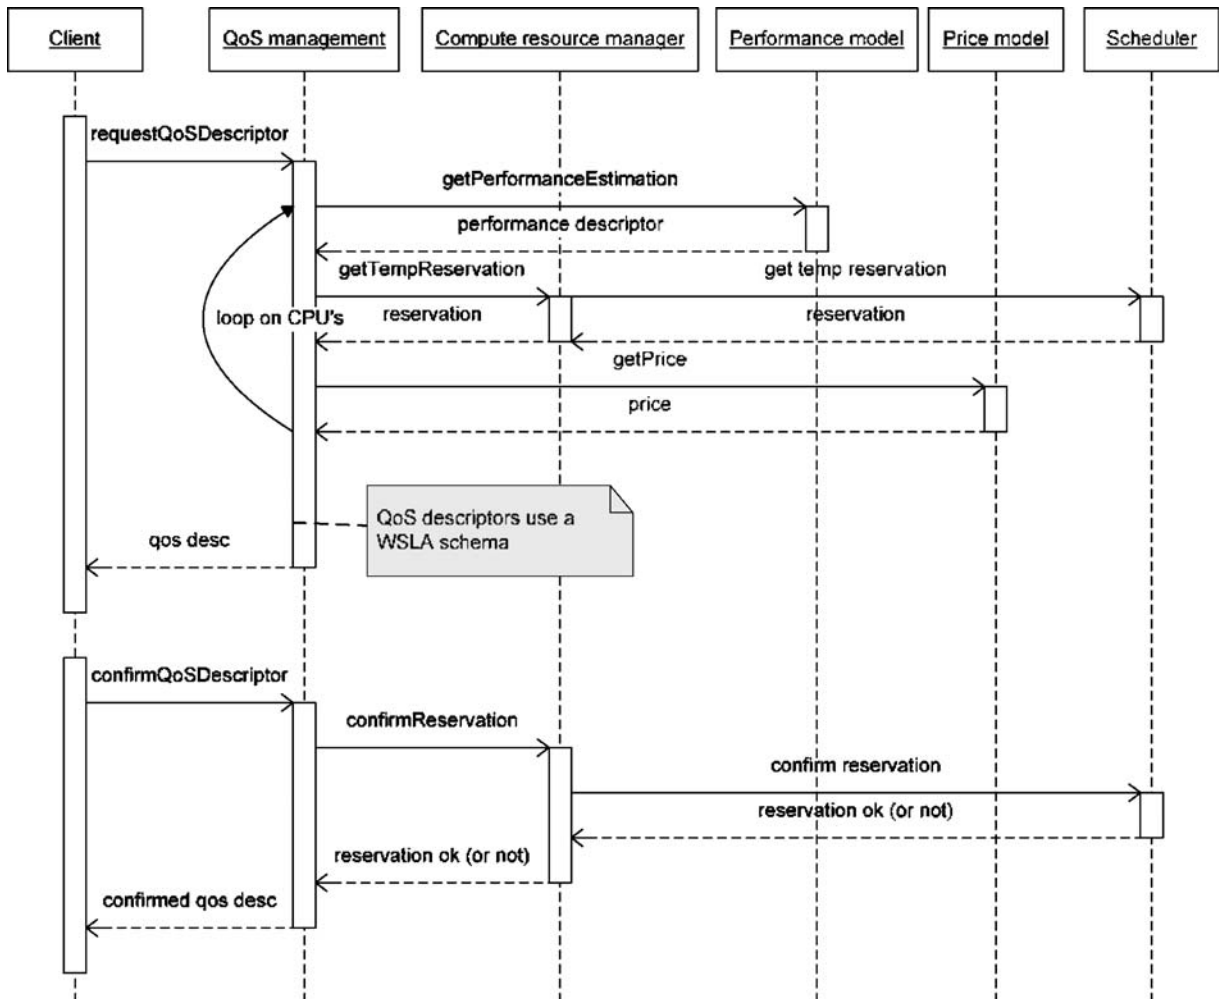 Client
QoS management
Compute resource manager
Performance model
Price model
Scheduler
requestQoSDescriptor
getPerformanceEstimation
performance descriptor
getTempReservation
get temp reservation
loop on CPU's
reservation
reservation
getPrice
price
QoS descriptors use a
WSLA schema
qos desc
confirmQoSDescriptor
confirmReservation
confirm reservation
reservation ok (or not)
reservation ok (or not)
confirmed qos desc